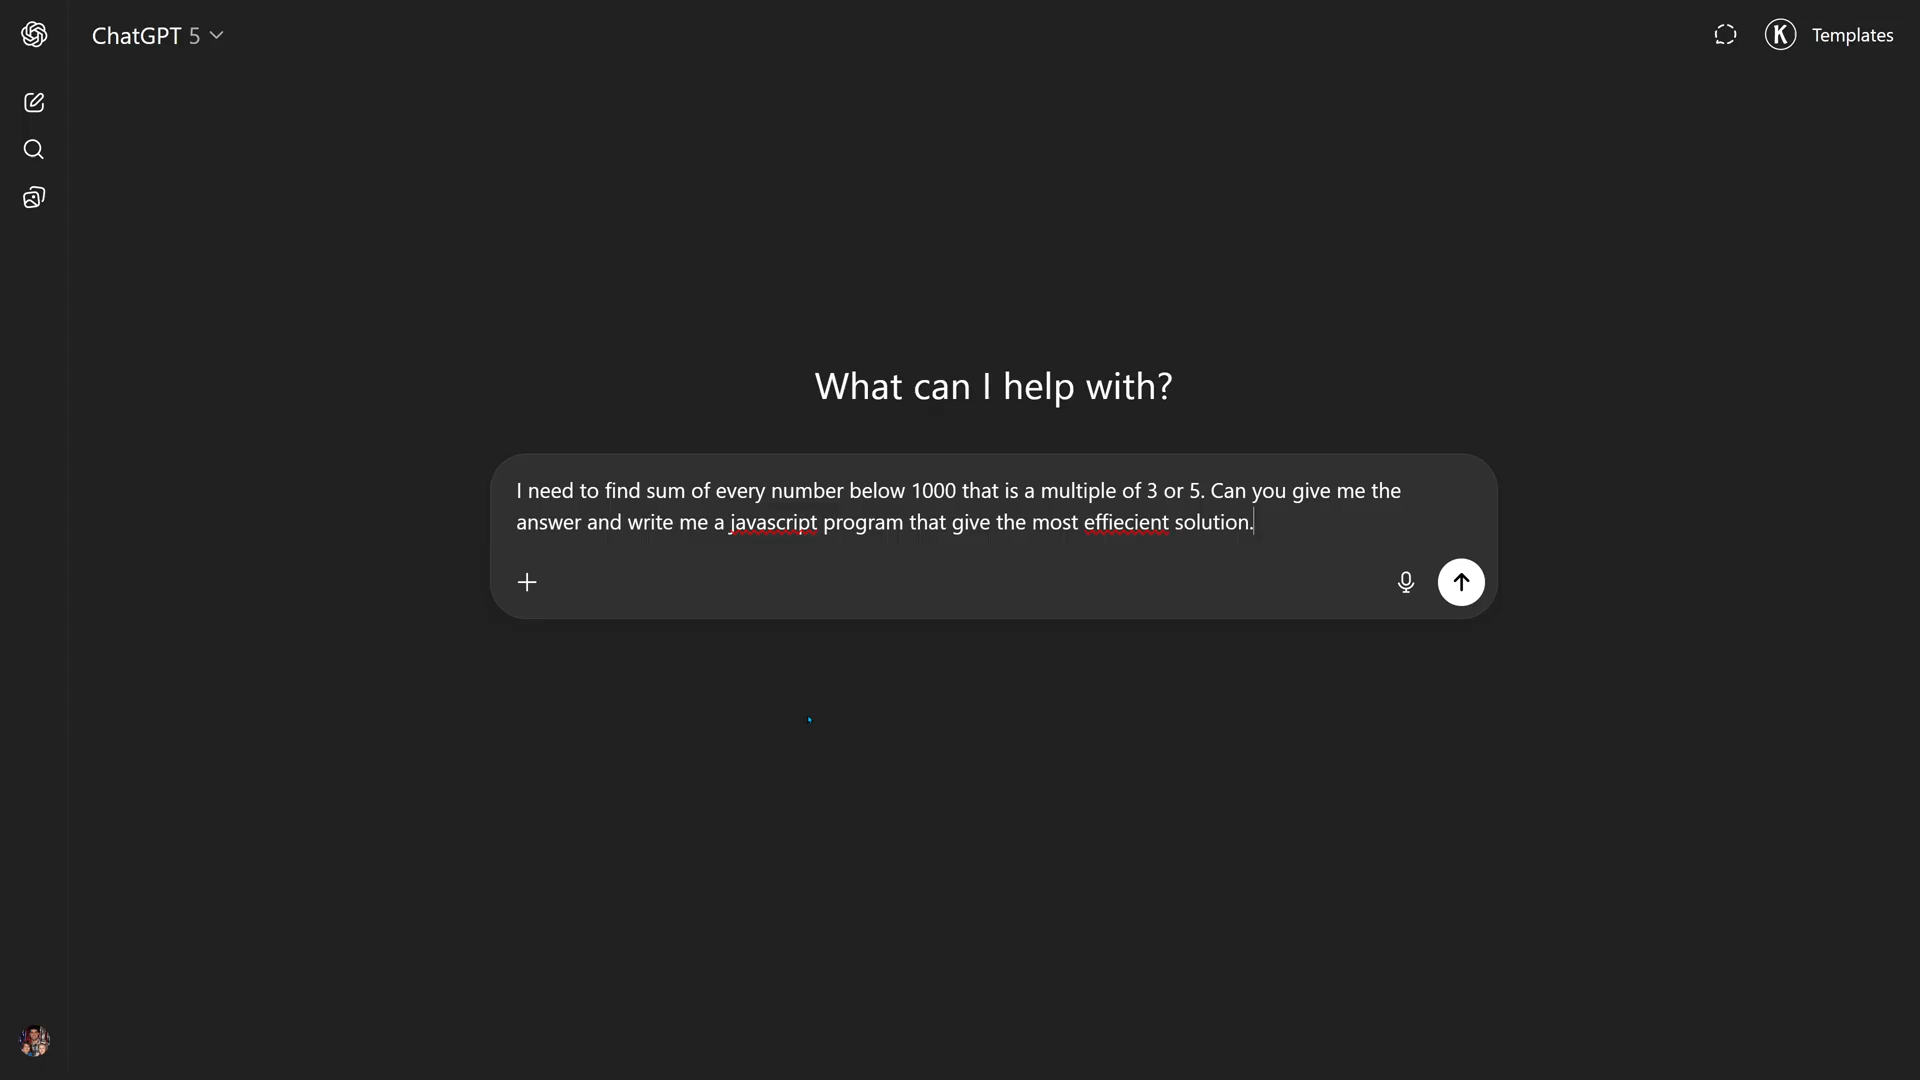 ChatGPT 5
K Templates
What can I help with?
I need to find sum of every number below 1000 that is a multiple of 3 or 5. Can you give me the
answer and write me a javascript program that give the most effiecient solution.